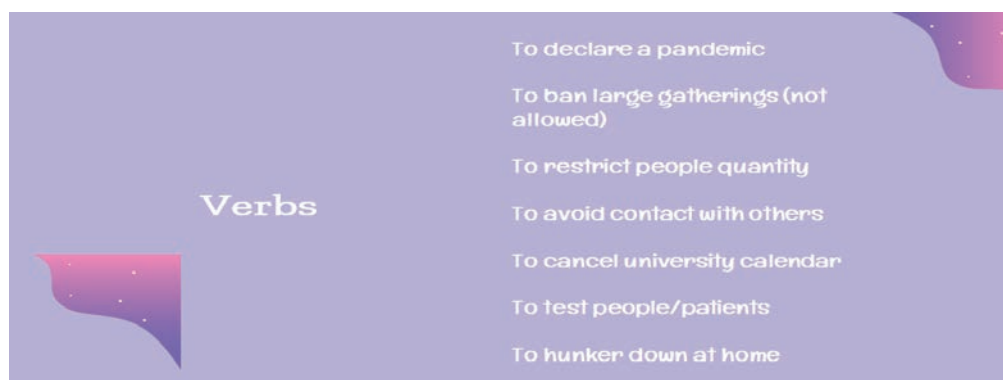 Verbs
To declare a pandemic
To ban large gatherings (not
allowed)
To restrict people quantity
To avoid contact with others
To cancel university calendar
To test people/patients
To hunker down at home